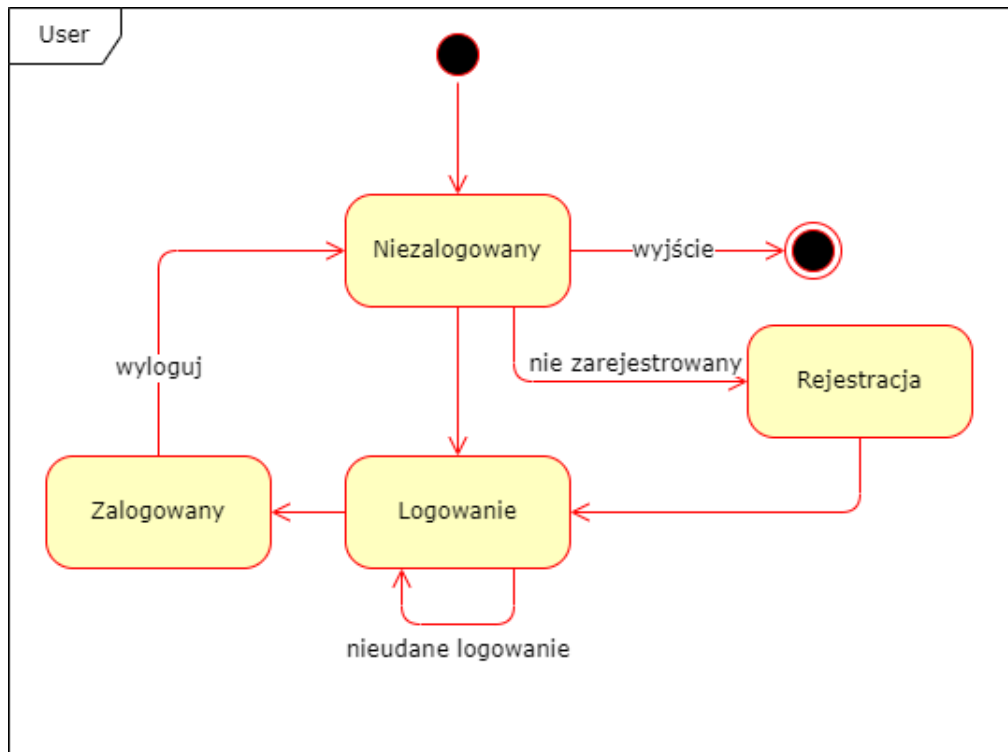 User
Niezalogowany
wyjście
wyloguj
nie zarejestrowany
Rejestracja
Zalogowany
Logowanie
nieudane logowanie